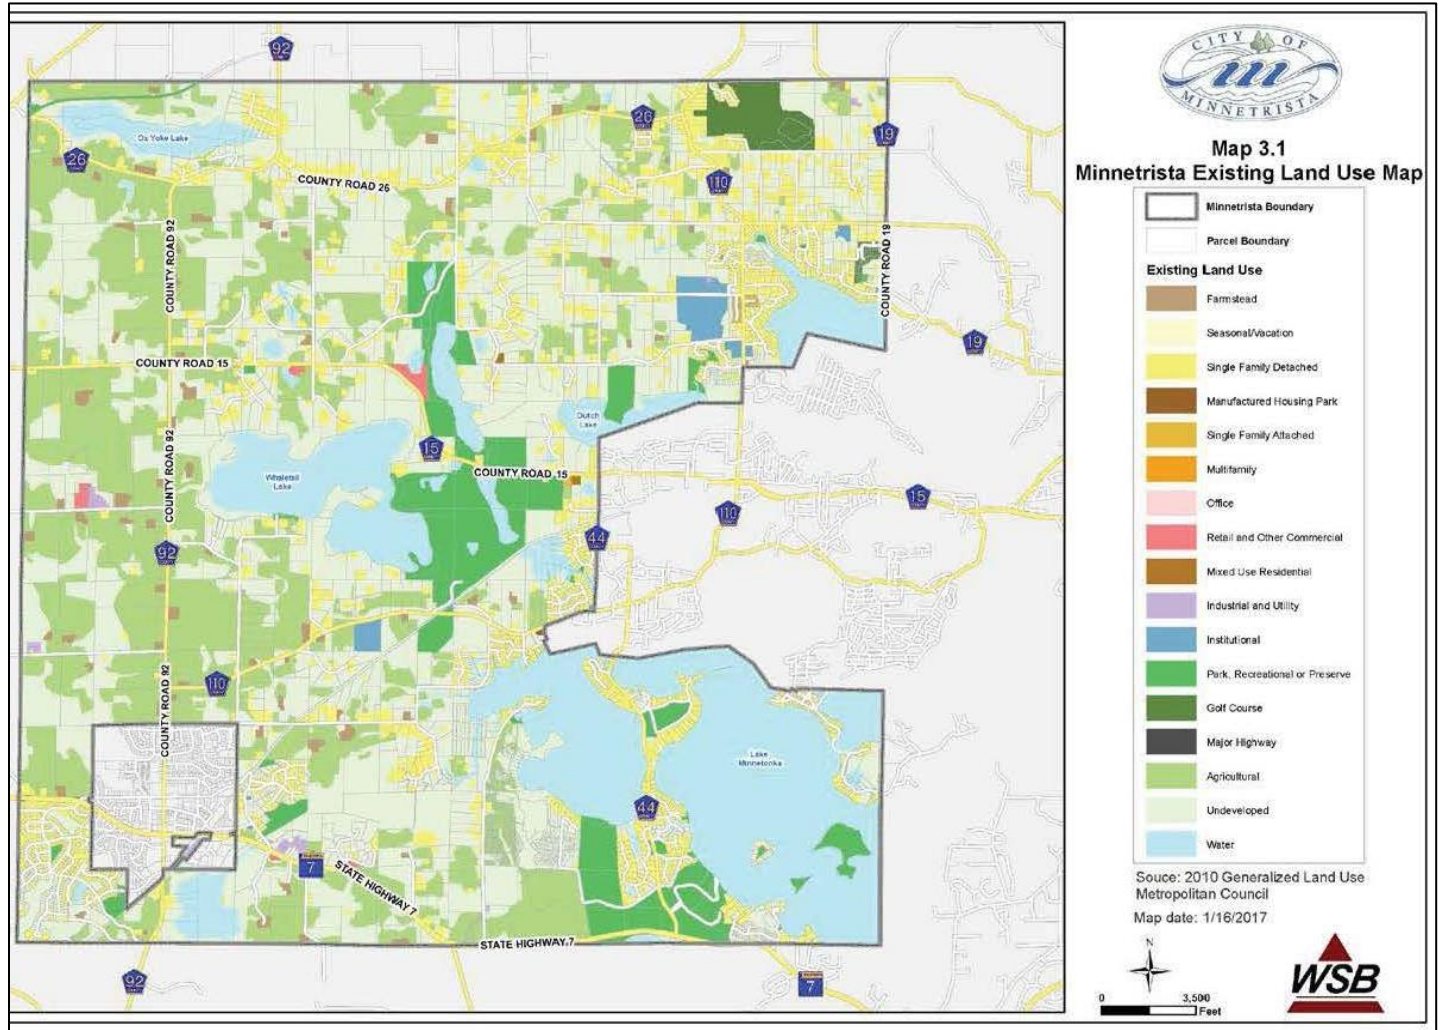 92
Oa Yoke Lake
26
26
19
110
COUNTY ROAD 26
COUNTY ROAD 92
COUNTY ROAD 19
COUNTY ROAD 15
19
Dutch
Lake
15
COUNTY ROAD 15
COUNTY ROAD 92
Whaletail
Lake
110
15
44
92
COUNTY ROAD 92
110
Lake
Minnetonka
44
7
STATE HIGHWAY 7
STATE HIGHWAY 7
92
7
CITY OF
m
MINNETRISTA
Map 3.1
Minnetrista Existing Land Use Map
Minnetrista Boundary
Parcel Boundary
Existing Land Use
Farmstead
Seasonal/Vacation
Single Family Detached
Manufactured Housing Park
Single Family Attached
Multifamily
Office
Retail and Other Commercial
Mixed Use Residential
Industrial and Utility
Institutional
Park, Recreational or Preserve
Golf Course
Major Highway
Agricultural
Undeveloped
Water
Souce: 2010 Generalized Land Use
Metropolitan Council
Map date: 1/16/2017
N
0 3,500
Feet
WSB